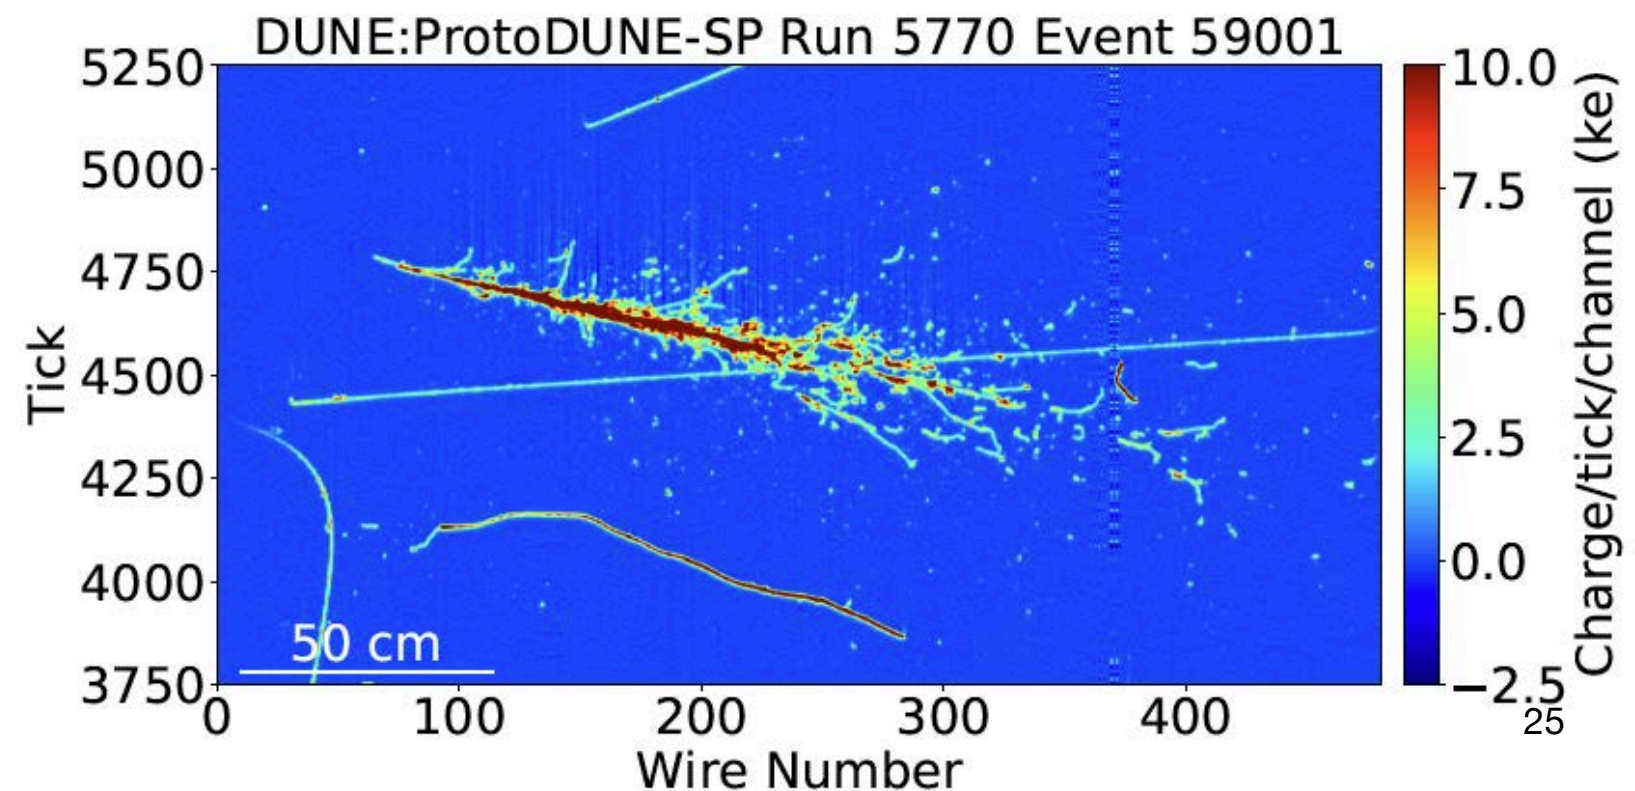 DUNE:ProtoDUNE-SP Run 5770 Event 59001
5250
5000
4750
4500
4250
4000
3750
Tick
50 cm
0 100 200 300 400
Wire Number
10.0
7.5
5.0
2.5
0.0
−2.5
Charge/tick/channel (ke)
25